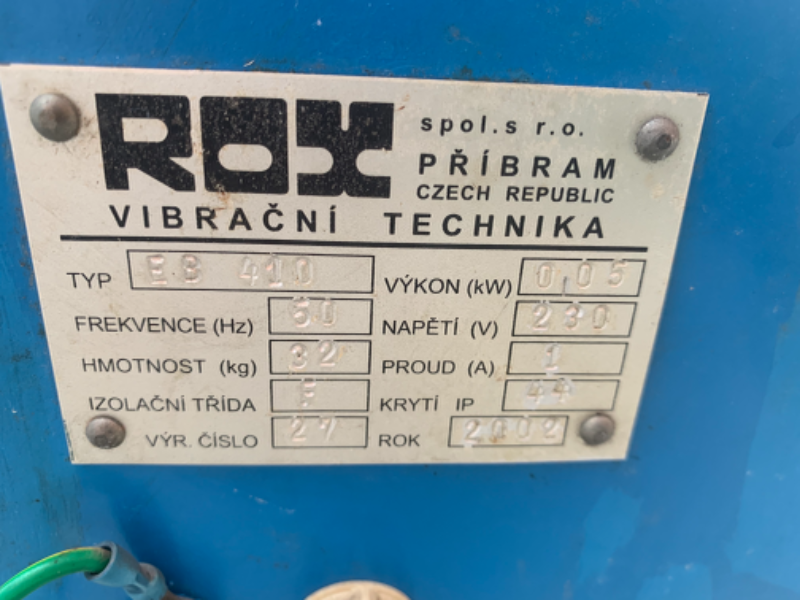 ROX spol.s r.o.
PŘÍBRAM
CZECH REPUBLIC
VIBRAČNÍ TECHNIKA
TYP ES 410 VÝKON (kW) 0,05
FREKVENCE (Hz) 50 NAPĚTÍ (V) 230
HMOTNOST (kg) 32 PROUD (A) 1
IZOLAČNÍ TŘÍDA F KRYTÍ IP 44
VÝR. ČÍSLO 27 ROK 2002